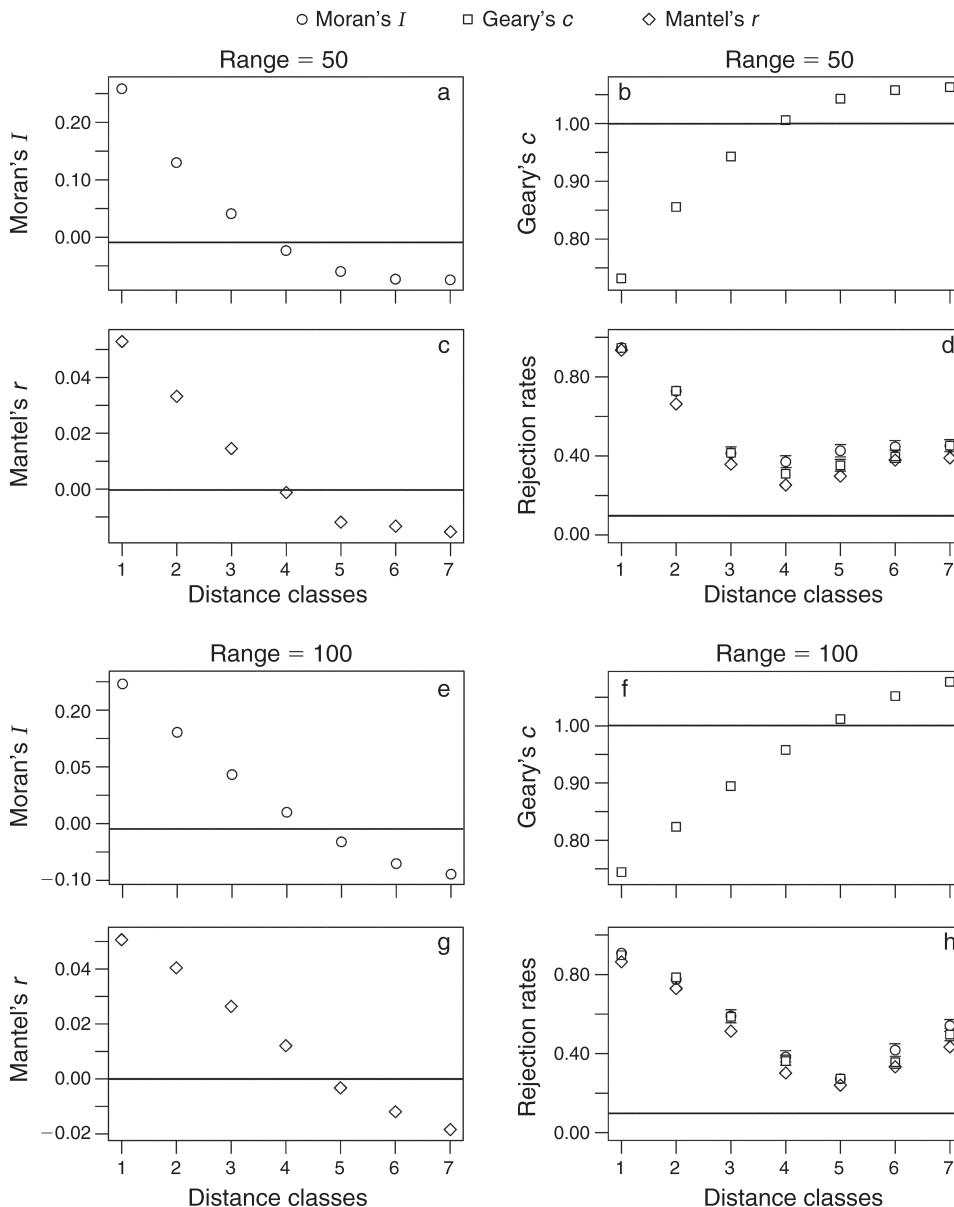 Moran's I Geary's c Mantel's r
Range = 50
a
Moran's I
0.20
0.10
0.00
Range = 50
b
Geary's c
1.00
0.90
0.80
c
Mantel's r
0.04
0.02
0.00
1 2 3 4 5 6 7
Distance classes
d
Rejection rates
0.80
0.40
0.00
1 2 3 4 5 6 7
Distance classes
Range = 100
e
Moran's I
0.20
0.05
0.00
−0.10
Range = 100
f
Geary's c
1.00
0.90
0.80
g
Mantel's r
0.04
0.02
0.00
−0.02
1 2 3 4 5 6 7
Distance classes
h
Rejection rates
0.80
0.40
0.00
1 2 3 4 5 6 7
Distance classes